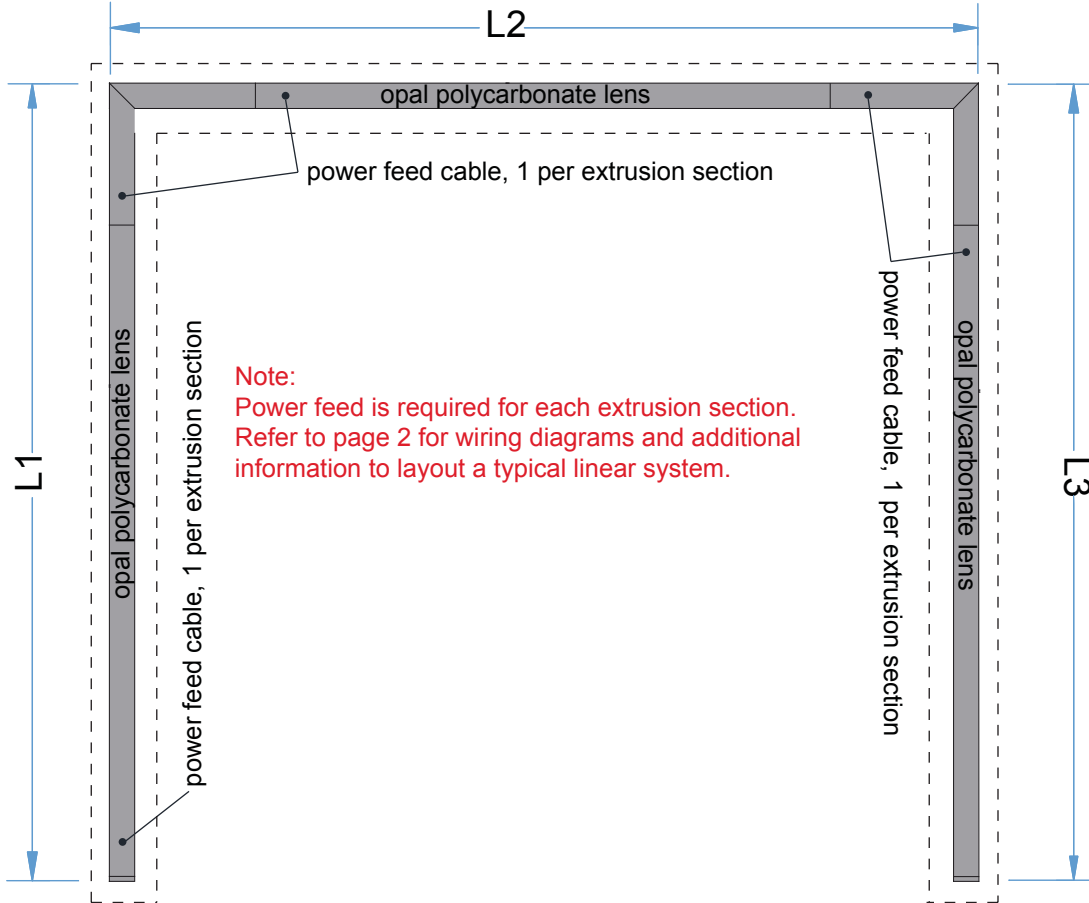 L2
opal polycarbonate lens
power feed cable, 1 per extrusion section
L1
opal polycarbonate lens
power feed cable, 1 per extrusion section
Note:
Power feed is required for each extrusion section.
Refer to page 2 for wiring diagrams and additional
information to layout a typical linear system.
power feed cable, 1 per extrusion section
opal polycarbonate lens
L3